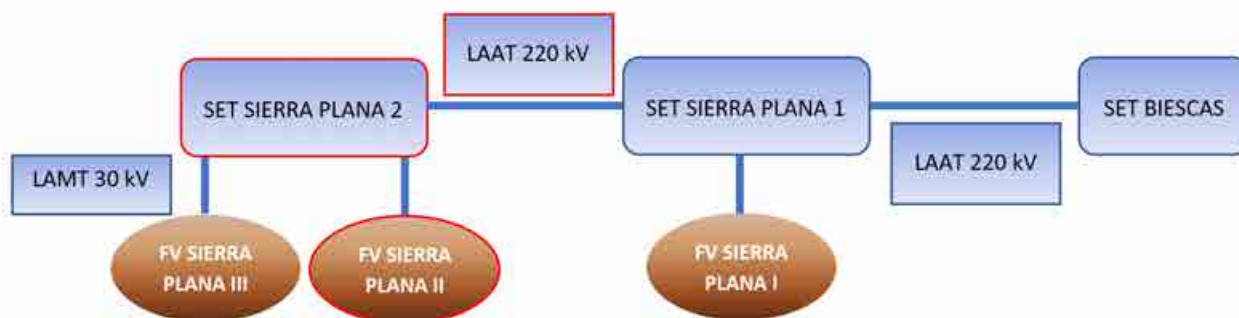 LAAT 220 kV
SET SIERRA PLANA 2
SET SIERRA PLANA 1
SET BIESCAS
LAMT 30 kV
LAAT 220 kV
FV SIERRA
PLANA III
FV SIERRA
PLANA II
FV SIERRA
PLANA I